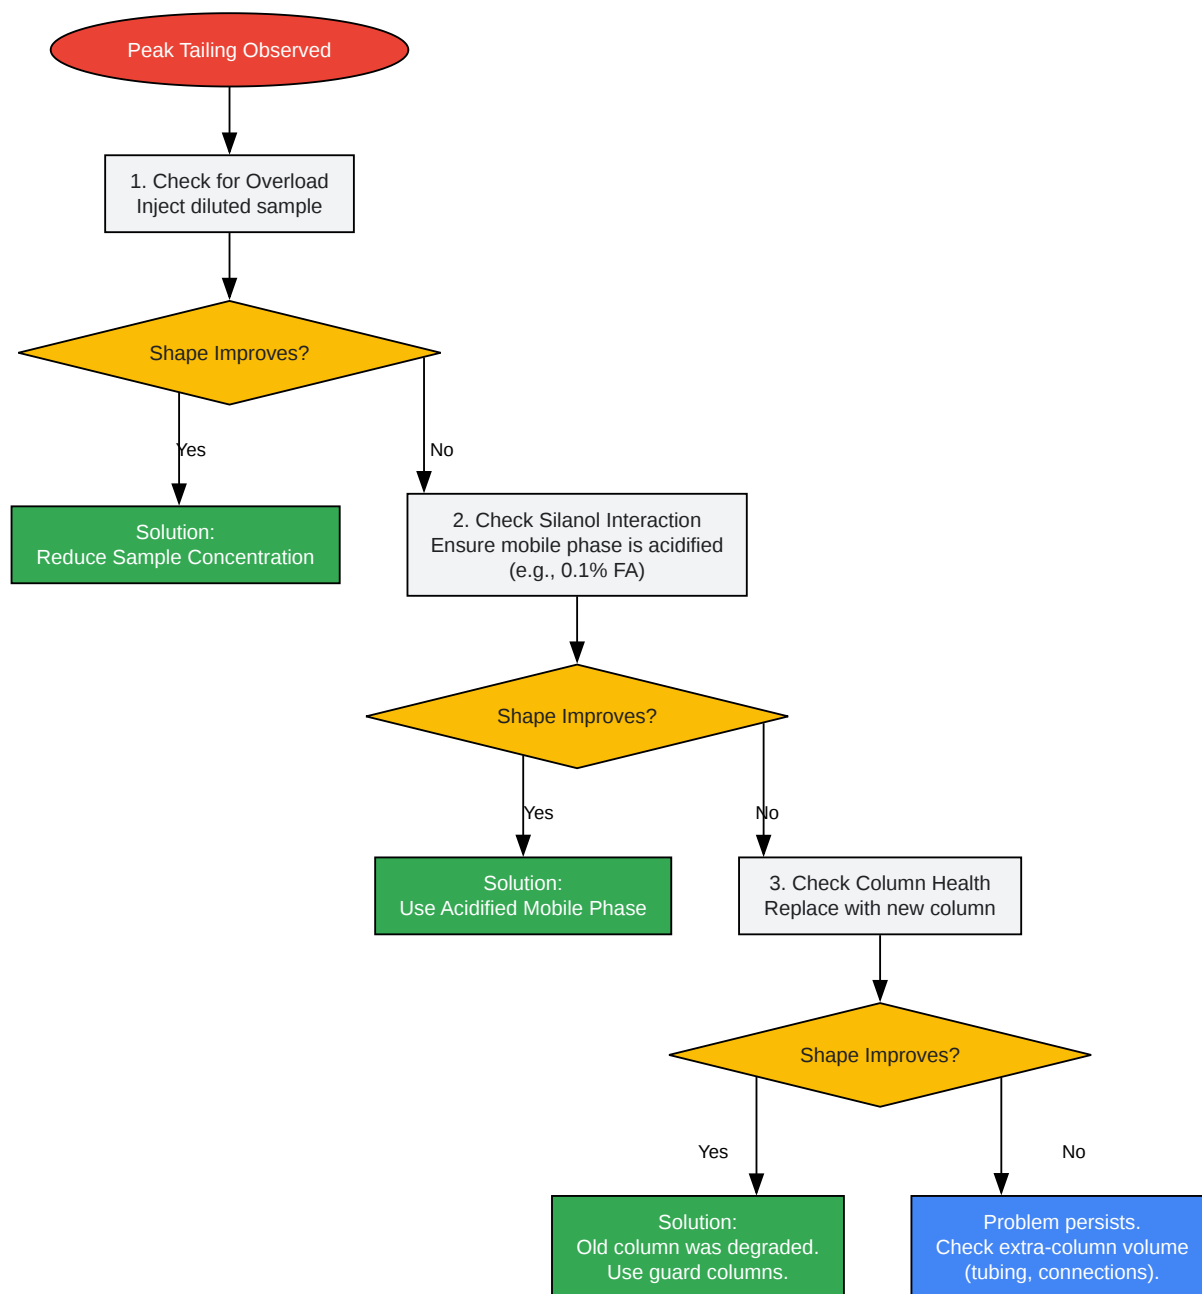 Peak Tailing Observed
1. Check for Overload
Inject diluted sample
Shape Improves?
Yes
No
Solution:
Reduce Sample Concentration
2. Check Silanol Interaction
Ensure mobile phase is acidified
(e.g., 0.1% FA)
Shape Improves?
Yes
No
Solution:
Use Acidified Mobile Phase
3. Check Column Health
Replace with new column
Shape Improves?
Yes
No
Solution:
Old column was degraded.
Use guard columns.
Problem persists.
Check extra-column volume
(tubing, connections).